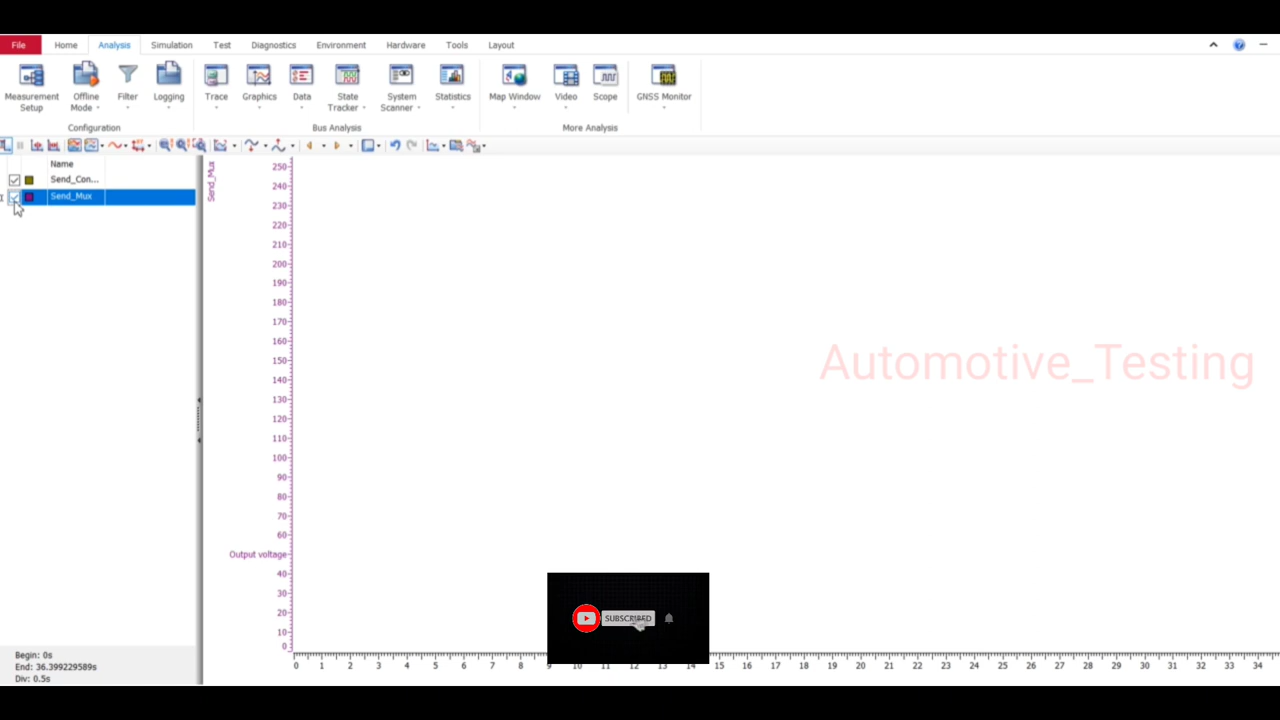 File Home Analysis Simulation Test Diagnostics Environment Hardware Tools Layout
Measurement Setup Offline Mode Filter Logging Trace Graphics Data State Tracker System Scanner Statistics Map Window Video Scope GNSS Monitor
Configuration Bus Analysis More Analysis
Name
Send_Con...
Send_Mux
Send_Mux
250
240
230
220
210
200
190
180
170
160
150
140
130
120
110
100
90
80
70
60
Output voltage
40
30
20
10
0
Automotive_Testing
SUBSCRIBED
0 1 2 3 4 5 6 7 8 9 10 11 12 13 14 15 16 17 18 19 20 21 22 23 24 25 26 27 28 29 30 31 32 33 34
Begin: 0s
End: 36.399229589s
Div: 0.5s